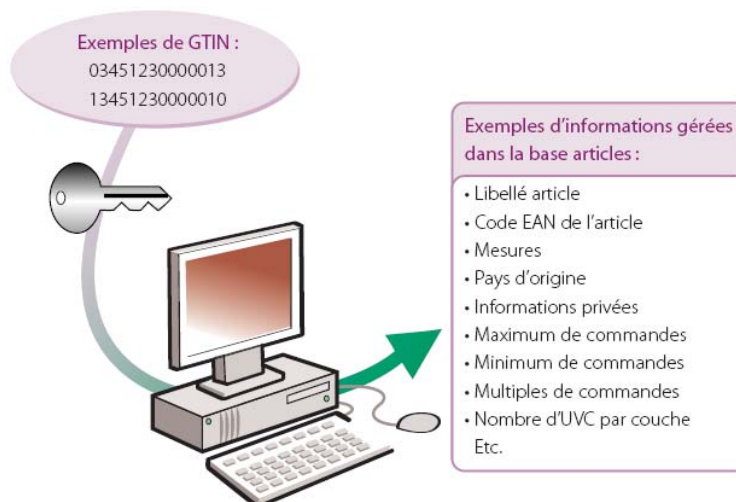 Exemples de GTIN :
03451230000013
13451230000010
Exemples d'informations gérées
dans la base articles :
• Libellé article
• Code EAN de l'article
• Mesures
• Pays d'origine
• Informations privées
• Maximum de commandes
• Minimum de commandes
• Multiples de commandes
• Nombre d'UVC par couche
Etc.